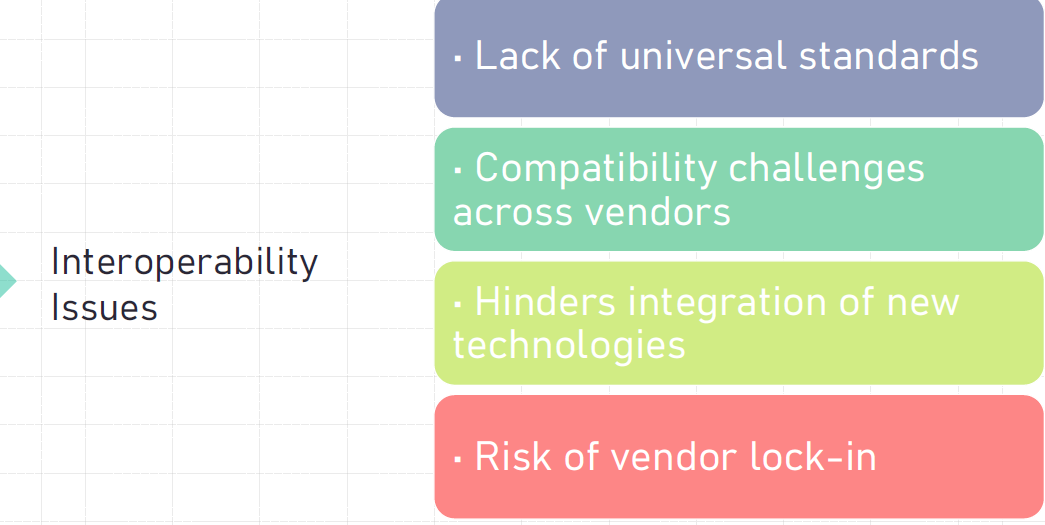 Interoperability
Issues
· Lack of universal standards
· Compatibility challenges
across vendors
· Hinders integration of new
technologies
· Risk of vendor lock-in